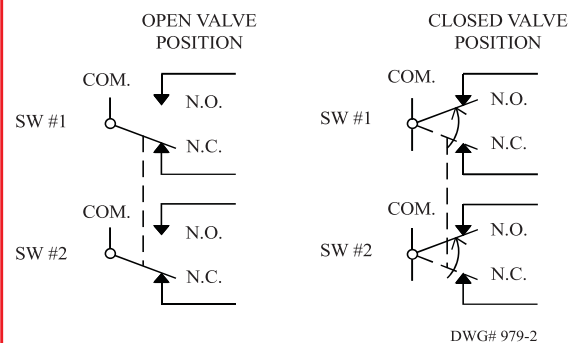 OPEN VALVE
POSITION
COM.
N.O.
SW #1
N.C.
COM.
N.O.
SW #2
N.C.
CLOSED VALVE
POSITION
COM.
N.O.
SW #1
N.C.
COM.
N.O.
SW #2
N.C.
DWG# 979-2